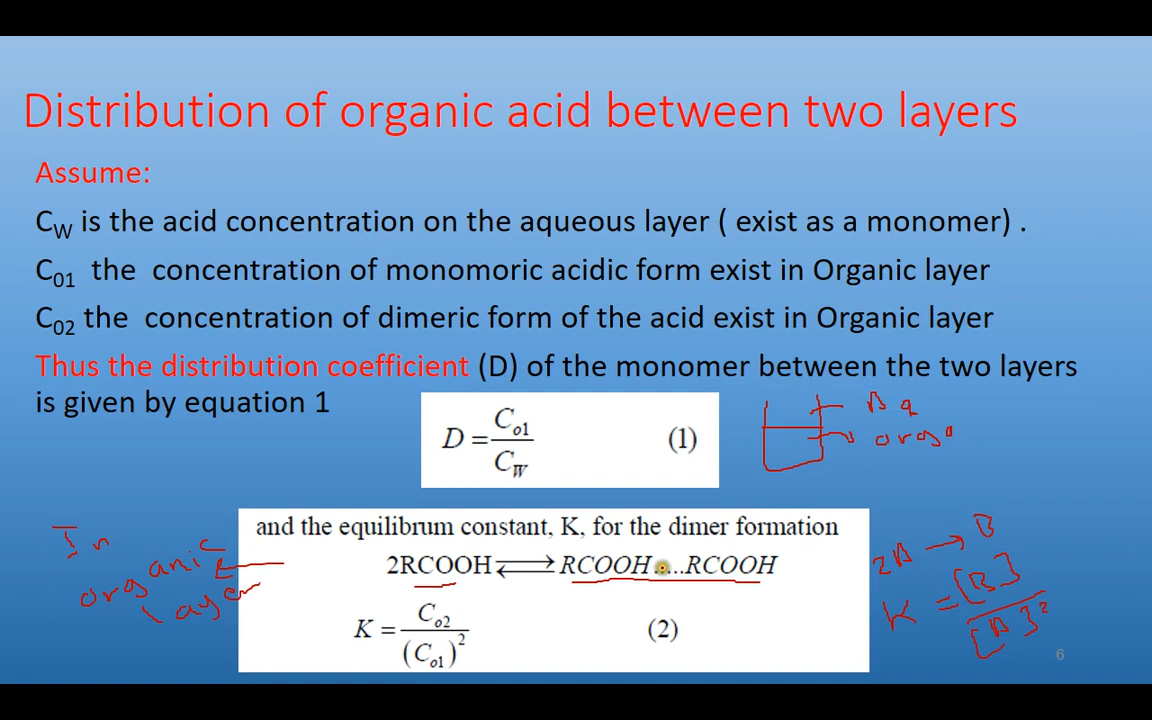 Distribution of organic acid between two layers
Assume:
CW is the acid concentration on the aqueous layer ( exist as a monomer) .
C01 the concentration of monomoric acidic form exist in Organic layer
C02 the concentration of dimeric form of the acid exist in Organic layer
Thus the distribution coefficient (D) of the monomer between the two layers
is given by equation 1
D = Co1 / CW (1)
Aq
org
and the equilibrum constant, K, for the dimer formation
2RCOOH ⇌ RCOOH.....RCOOH
K = Co2 / (Co1)² (2)
In
organic
layer
2A → B
K = [B] / [A]²
6